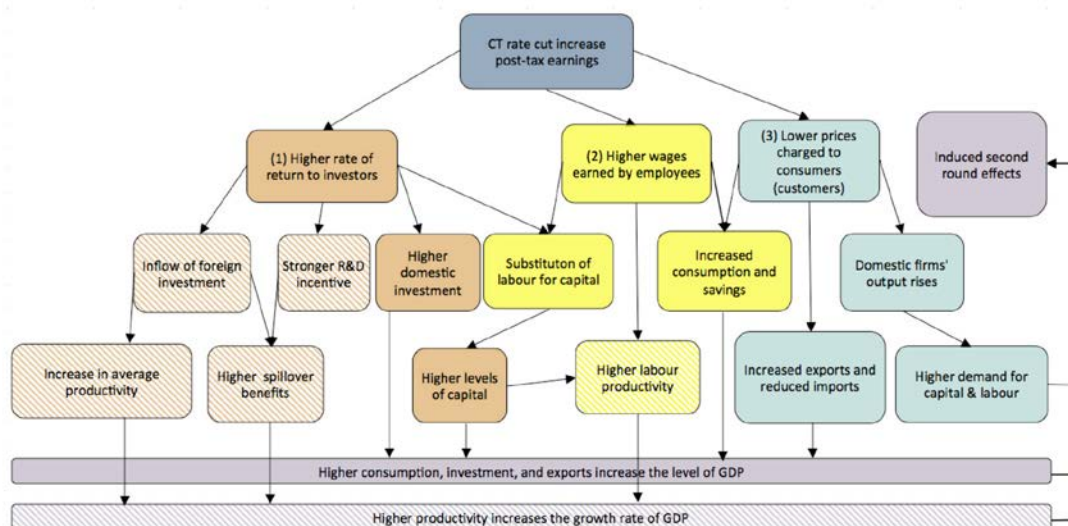 CT rate cut increase
post-tax earnings
(1) Higher rate of
return to investors
(2) Higher wages
earned by employees
(3) Lower prices
charged to
consumers
(customers)
Induced second
round effects
Inflow of foreign
investment
Stronger R&D
incentive
Higher
domestic
investment
Substituton of
labour for capital
Increased
consumption and
savings
Domestic firms'
output rises
Increase in average
productivity
Higher spillover
benefits
Higher levels
of capital
Higher labour
productivity
Increased exports and
reduced imports
Higher demand for
capital & labour
Higher consumption, investment, and exports increase the level of GDP
Higher productivity increases the growth rate of GDP